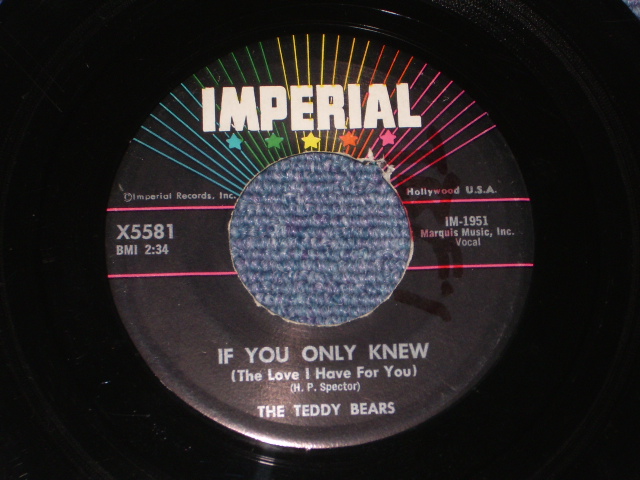 IMPERIAL
Imperial Records, Inc.
Hollywood U.S.A.
X5581
BMI 2:34
IM-1951
Marquis Music, Inc.
Vocal
IF YOU ONLY KNEW
(The Love I Have For You)
(H. P. Spector)
THE TEDDY BEARS